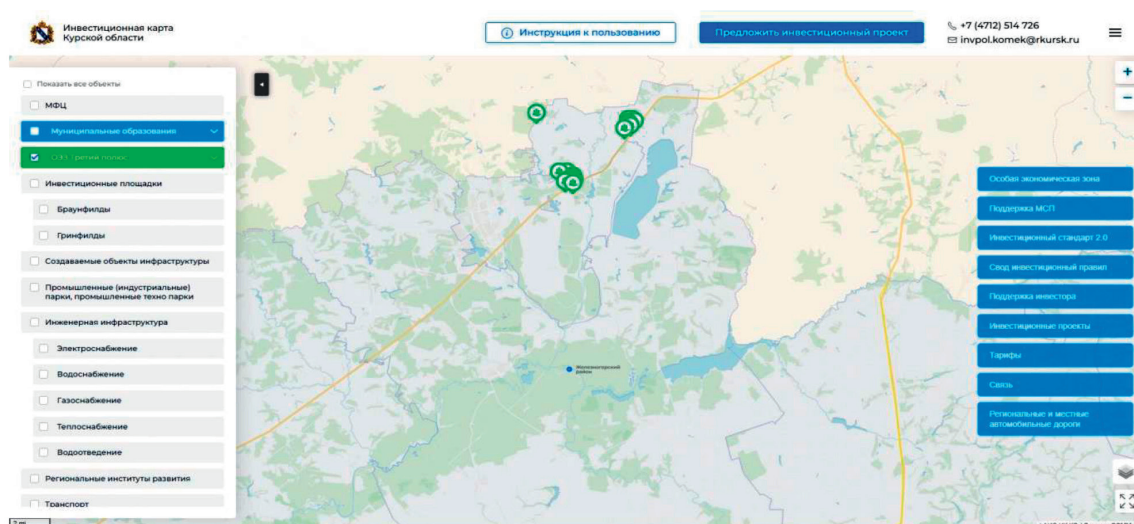 Инвестиционная карта
Курской области
Инструкция к пользованию
Предложить инвестиционный проект
+7 (4712) 514 726
invpol.komek@rkursk.ru
Показать все объекты
МФЦ
Муниципальные образования
Инвестиционные площадки
Браунфилды
Гринфилды
Создаваемые объекты инфраструктуры
Промышленные (индустриальные)
парки, промышленные техно парки
Инженерная инфраструктура
Электроснабжение
Водоснабжение
Газоснабжение
Теплоснабжение
Водоотведение
Региональные институты развития
Транспорт
Железногорский
район
Особая экономическая зона
Поддержка МСП
Инвестиционный стандарт 2.0
Свод инвестиционный правил
Поддержка инвестора
Инвестиционные проекты
Тарифы
Связь
Региональные и местные
автомобильные дороги